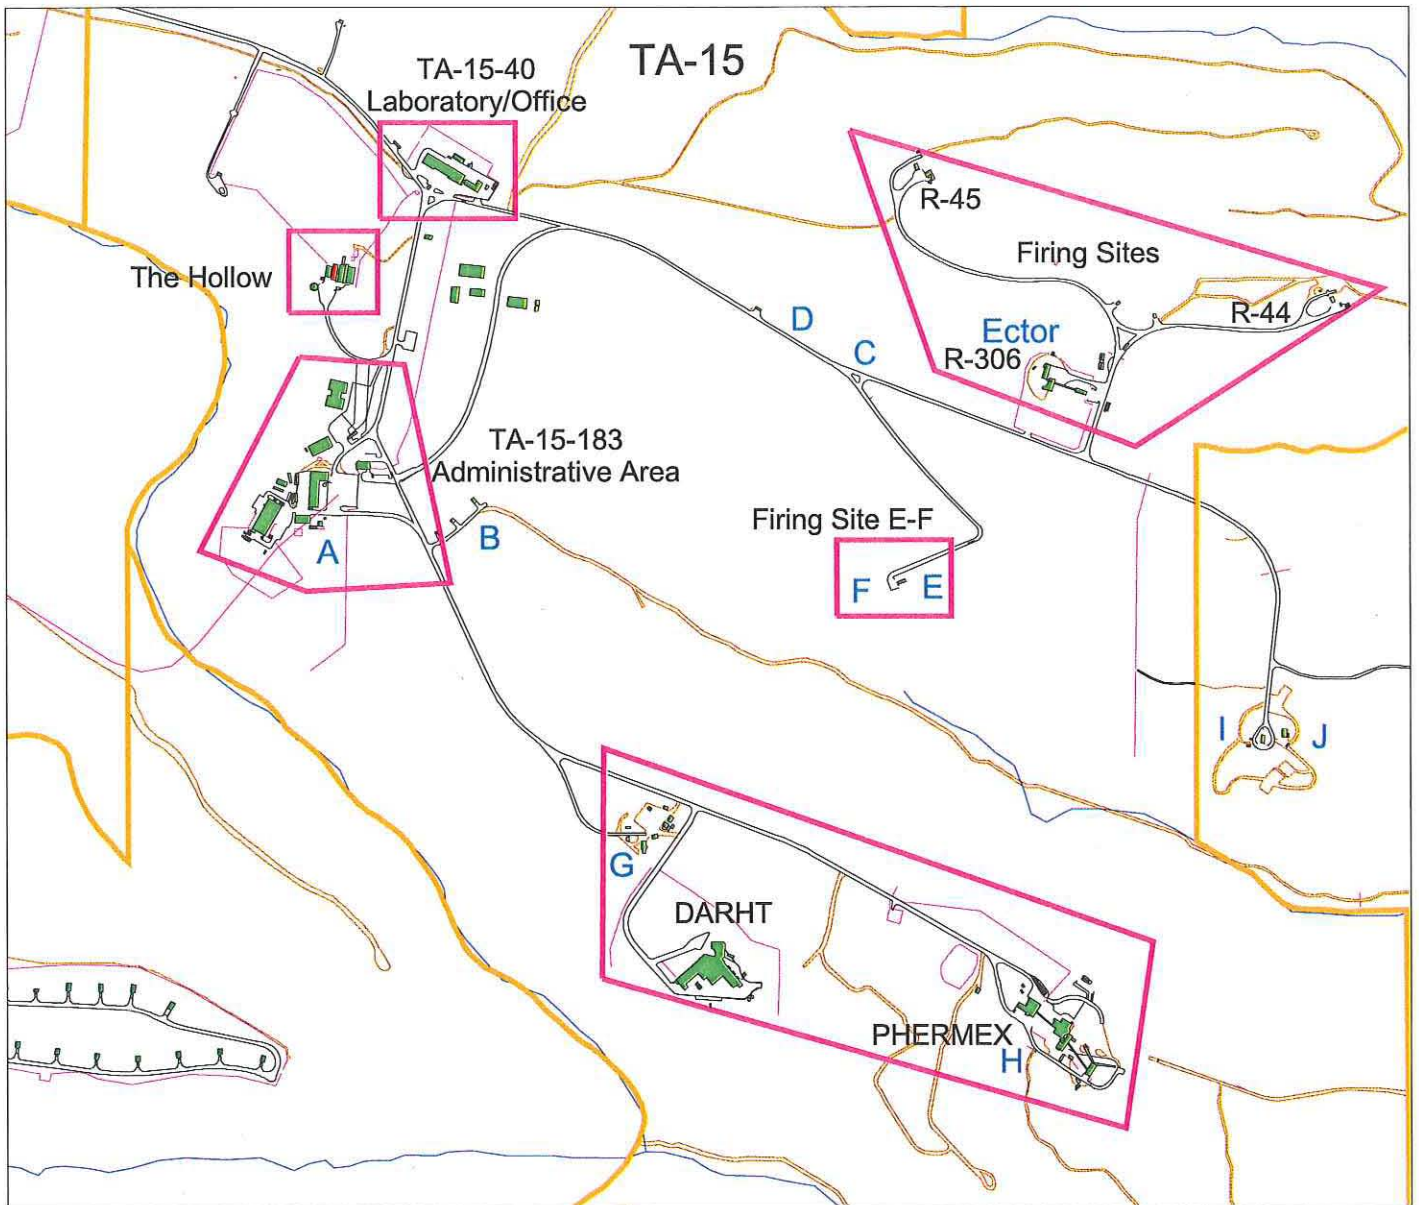 TA-15
TA-15-40
Laboratory/Office
R-45
Firing Sites
The Hollow
R-44
D
Ector
C
R-306
TA-15-183
Administrative Area
Firing Site E-F
B
A
F
E
I
J
G
DARHT
PHERMEX
H